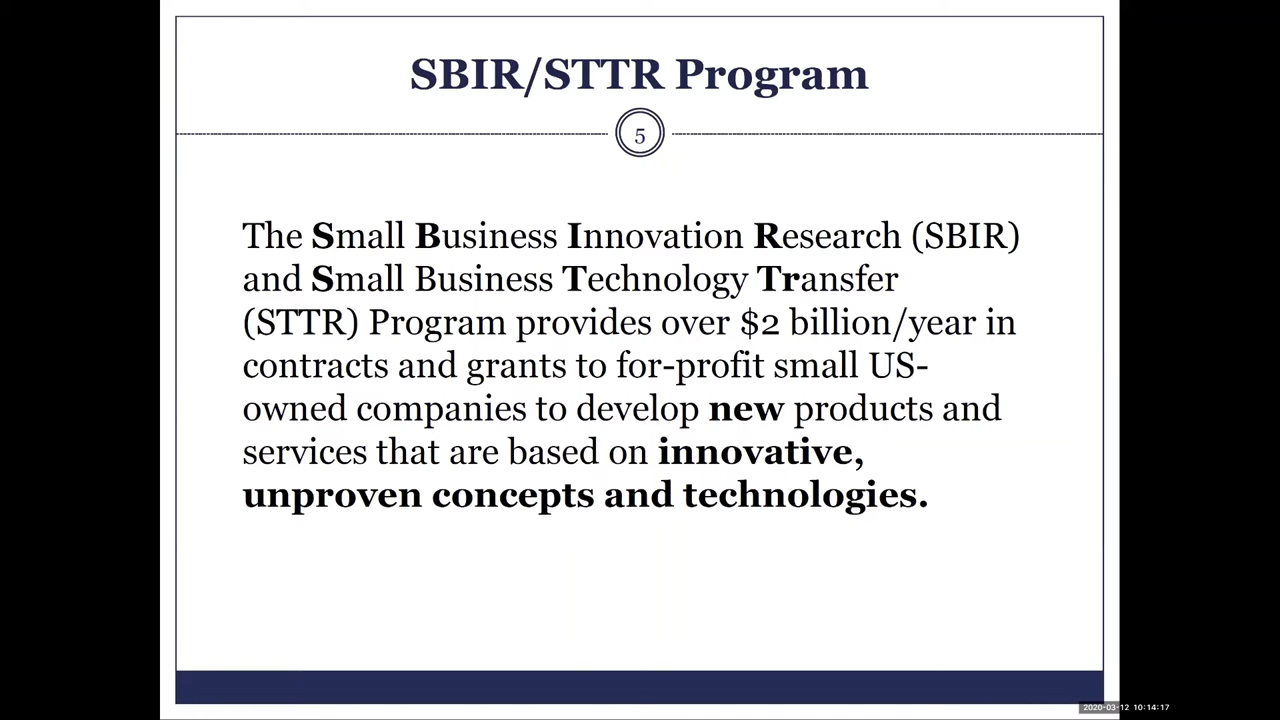 SBIR/STTR Program
5
The Small Business Innovation Research (SBIR)
and Small Business Technology Transfer
(STTR) Program provides over $2 billion/year in
contracts and grants to for-profit small US-
owned companies to develop new products and
services that are based on innovative,
unproven concepts and technologies.
2020-03-12 10:14:17